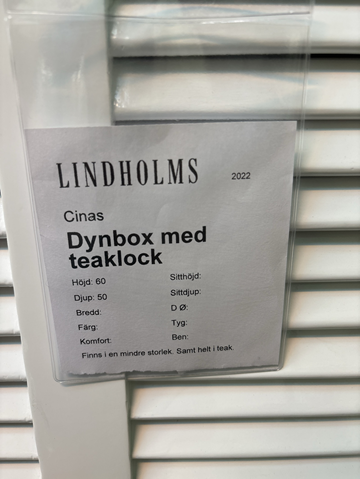 LINDHOLMS 2022
Cinas
Dynbox med
teaklock
Höjd: 60 Sitthöjd:
Djup: 50 Sittdjup:
Bredd: D Ø:
Färg: Tyg:
Komfort: Ben:
Finns i en mindre storlek. Samt helt i teak.